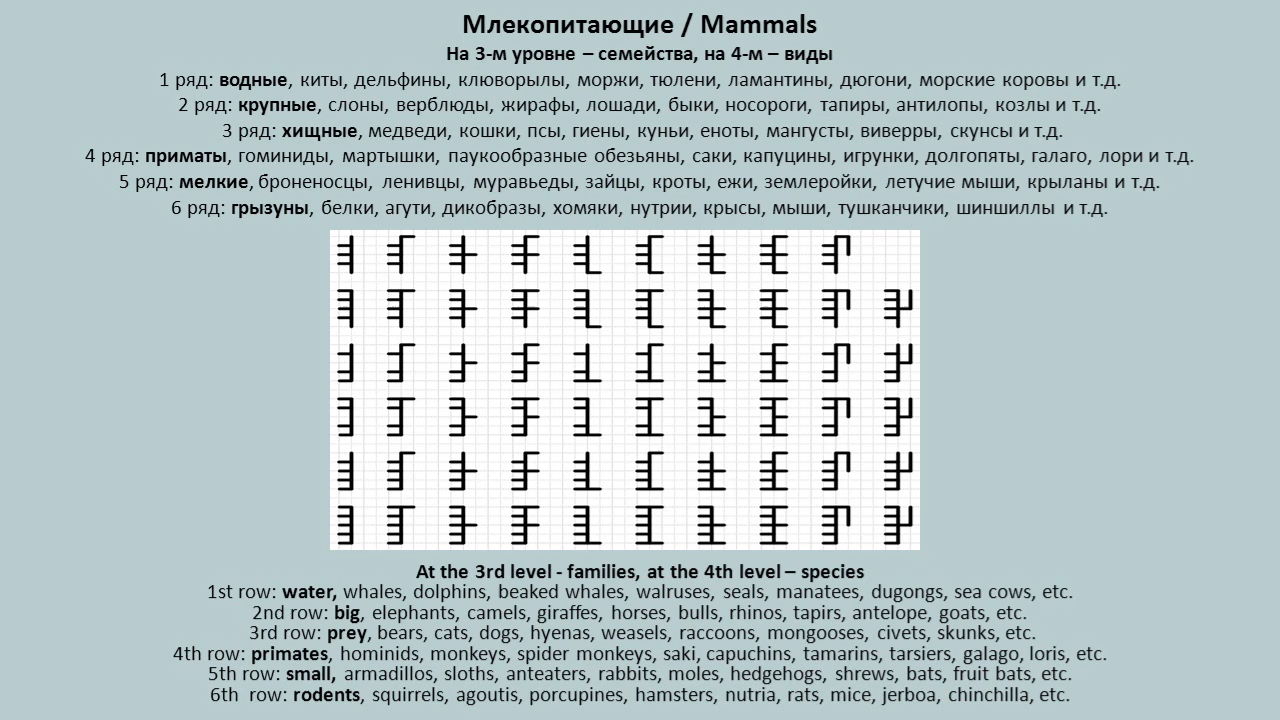 Млекопитающие / Mammals
На 3-м уровне – семейства, на 4-м – виды
1 ряд: водные, киты, дельфины, клюворылы, моржи, тюлени, ламантины, дюгони, морские коровы и т.д.
2 ряд: крупные, слоны, верблюды, жирафы, лошади, быки, носороги, тапиры, антилопы, козлы и т.д.
3 ряд: хищные, медведи, кошки, псы, гиены, куньи, еноты, мангусты, виверры, скунсы и т.д.
4 ряд: приматы, гоминиды, мартышки, паукообразные обезьяны, саки, капуцины, игрунки, долгопяты, галаго, лори и т.д.
5 ряд: мелкие, броненосцы, ленивцы, муравьеды, зайцы, кроты, ежи, землеройки, летучие мыши, крыланы и т.д.
6 ряд: грызуны, белки, агути, дикобразы, хомяки, нутрии, крысы, мыши, тушканчики, шиншиллы и т.д.
At the 3rd level - families, at the 4th level – species
1st row: water, whales, dolphins, beaked whales, walruses, seals, manatees, dugongs, sea cows, etc.
2nd row: big, elephants, camels, giraffes, horses, bulls, rhinos, tapirs, antelope, goats, etc.
3rd row: prey, bears, cats, dogs, hyenas, weasels, raccoons, mongooses, civets, skunks, etc.
4th row: primates, hominids, monkeys, spider monkeys, saki, capuchins, tamarins, tarsiers, galago, loris, etc.
5th row: small, armadillos, sloths, anteaters, rabbits, moles, hedgehogs, shrews, bats, fruit bats, etc.
6th row: rodents, squirrels, agoutis, porcupines, hamsters, nutria, rats, mice, jerboa, chinchilla, etc.